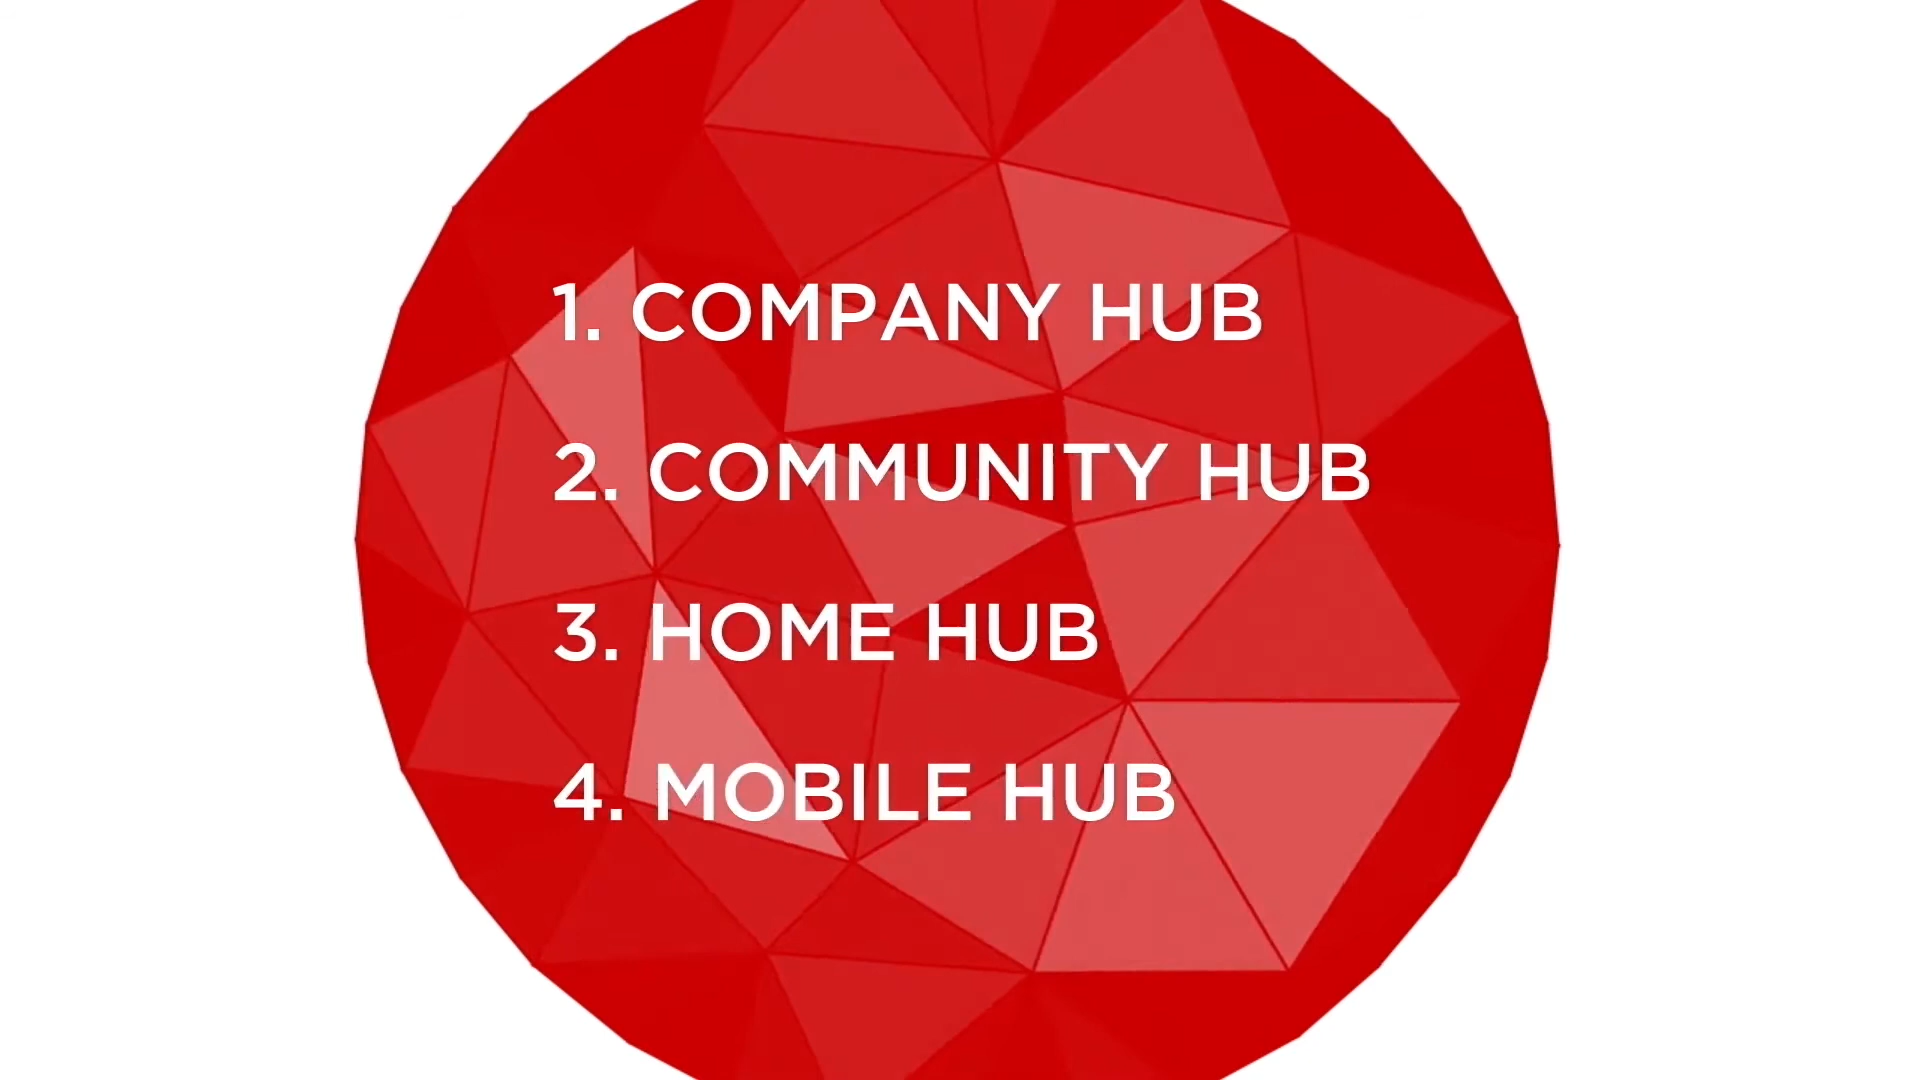 1. COMPANY HUB
2. COMMUNITY HUB
3. HOME HUB
4. MOBILE HUB